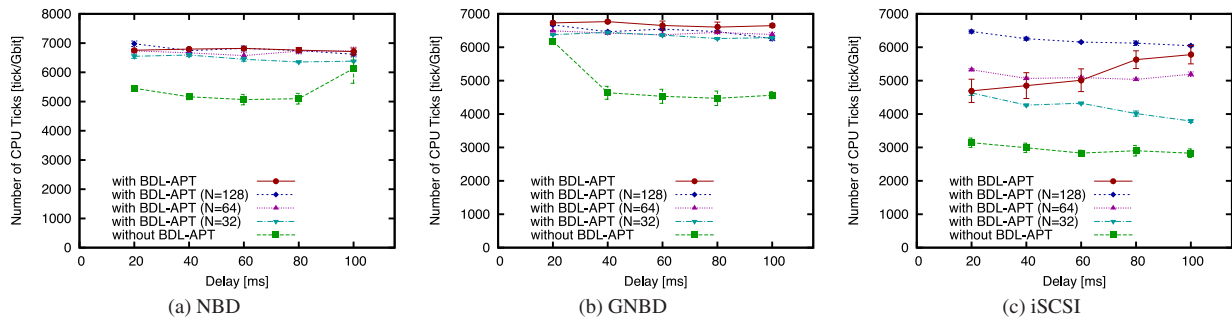 Number of CPU Ticks [tick/Gbit]
7000
6000
5000
4000
3000
2000
1000
0
with BDL-APT
with BDL-APT (N=128)
with BDL-APT (N=64)
with BDL-APT (N=32)
without BDL-APT
20 40 60 80 100
Delay [ms]
(a) NBD
Number of CPU Ticks [tick/Gbit]
7000
6000
5000
4000
3000
2000
1000
0
with BDL-APT
with BDL-APT (N=128)
with BDL-APT (N=64)
with BDL-APT (N=32)
without BDL-APT
20 40 60 80 100
Delay [ms]
(b) GNBD
Number of CPU Ticks [tick/Gbit]
7000
6000
5000
4000
3000
2000
1000
0
with BDL-APT
with BDL-APT (N=128)
with BDL-APT (N=64)
with BDL-APT (N=32)
without BDL-APT
20 40 60 80 100
Delay [ms]
(c) iSCSI